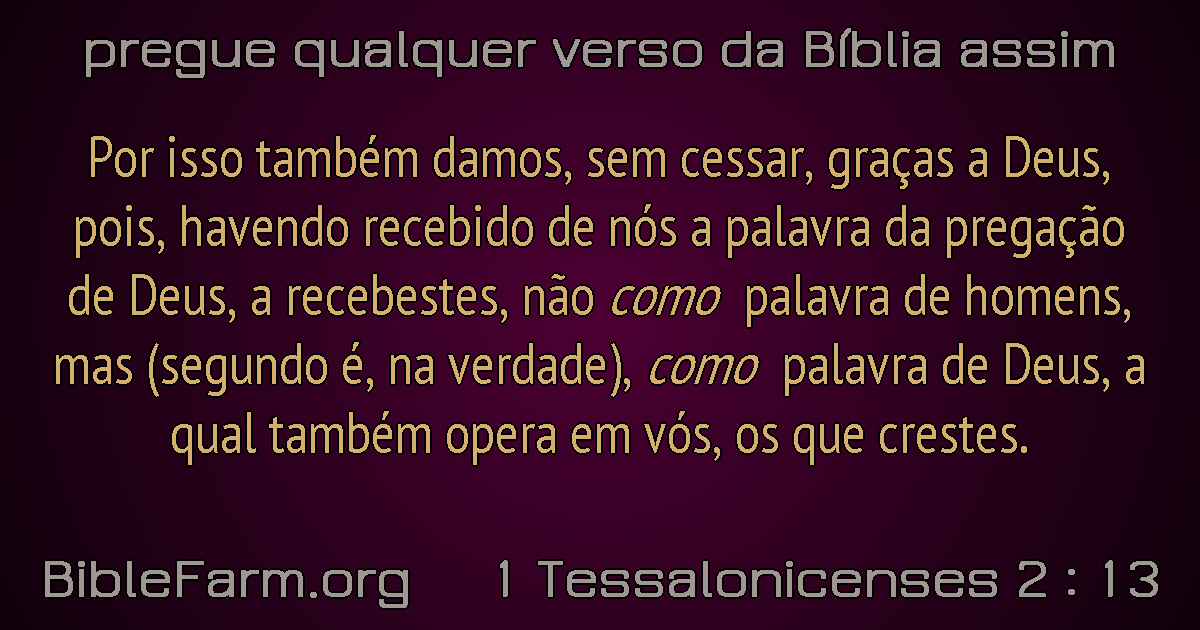 pregue qualquer verso da Bíblia assim
Por isso também damos, sem cessar, graças a Deus,
pois, havendo recebido de nós a palavra da pregação
de Deus, a recebestes, não como palavra de homens,
mas (segundo é, na verdade), como palavra de Deus, a
qual também opera em vós, os que crestes.
BibleFarm.org 1 Tessalonicenses 2 : 13